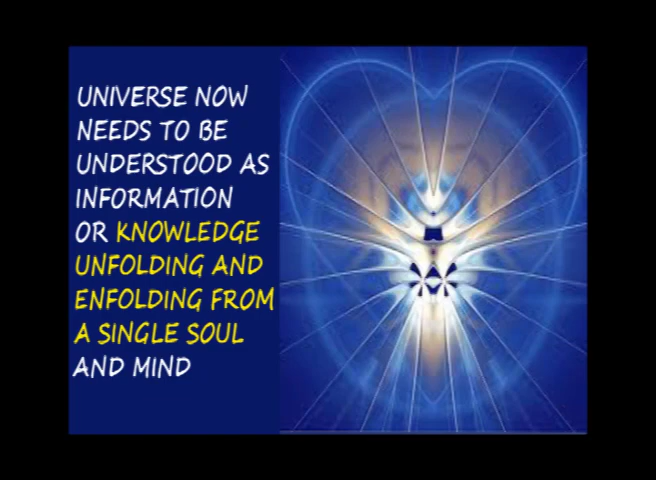 UNIVERSE NOW
NEEDS TO BE
UNDERSTOOD AS
INFORMATION
OR KNOWLEDGE
UNFOLDING AND
ENFOLDING FROM
A SINGLE SOUL
AND MIND